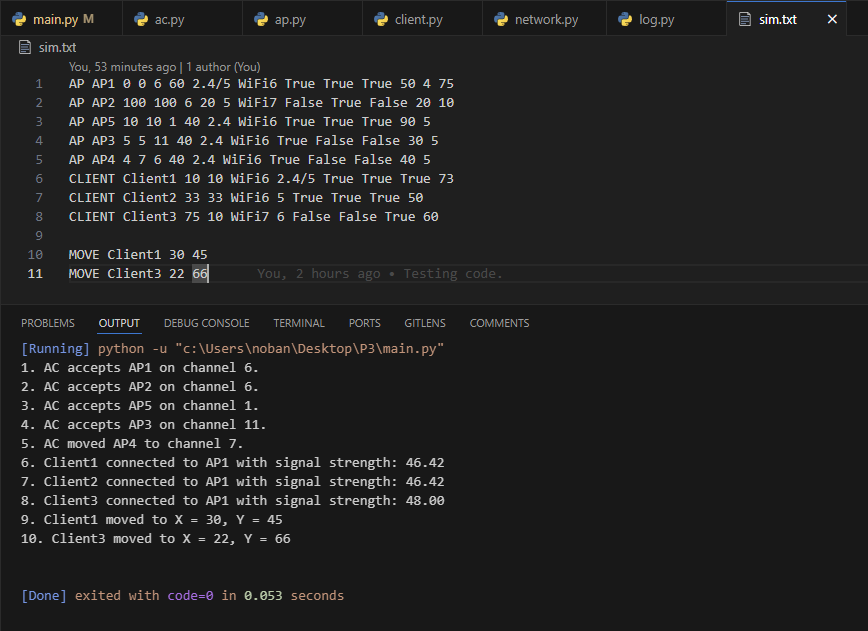 main.py M ac.py ap.py client.py network.py log.py sim.txt
sim.txt
You, 53 minutes ago | 1 author (You)
1 AP AP1 0 0 6 60 2.4/5 WiFi6 True True True 50 4 75
2 AP AP2 100 100 6 20 5 WiFi7 False True False 20 10
3 AP AP5 10 10 1 40 2.4 WiFi6 True True True 90 5
4 AP AP3 5 5 11 40 2.4 WiFi6 True False False 30 5
5 AP AP4 4 7 6 40 2.4 WiFi6 True False False 40 5
6 CLIENT Client1 10 10 WiFi6 2.4/5 True True True 73
7 CLIENT Client2 33 33 WiFi6 5 True True True 50
8 CLIENT Client3 75 10 WiFi7 6 False False True 60
9
10 MOVE Client1 30 45
11 MOVE Client3 22 66 You, 2 hours ago • Testing code.
PROBLEMS OUTPUT DEBUG CONSOLE TERMINAL PORTS GITLENS COMMENTS
[Running] python -u "c:\Users\noban\Desktop\P3\main.py"
1. AC accepts AP1 on channel 6.
2. AC accepts AP2 on channel 6.
3. AC accepts AP5 on channel 1.
4. AC accepts AP3 on channel 11.
5. AC moved AP4 to channel 7.
6. Client1 connected to AP1 with signal strength: 46.42
7. Client2 connected to AP1 with signal strength: 46.42
8. Client3 connected to AP1 with signal strength: 48.00
9. Client1 moved to X = 30, Y = 45
10. Client3 moved to X = 22, Y = 66
[Done] exited with code=0 in 0.053 seconds